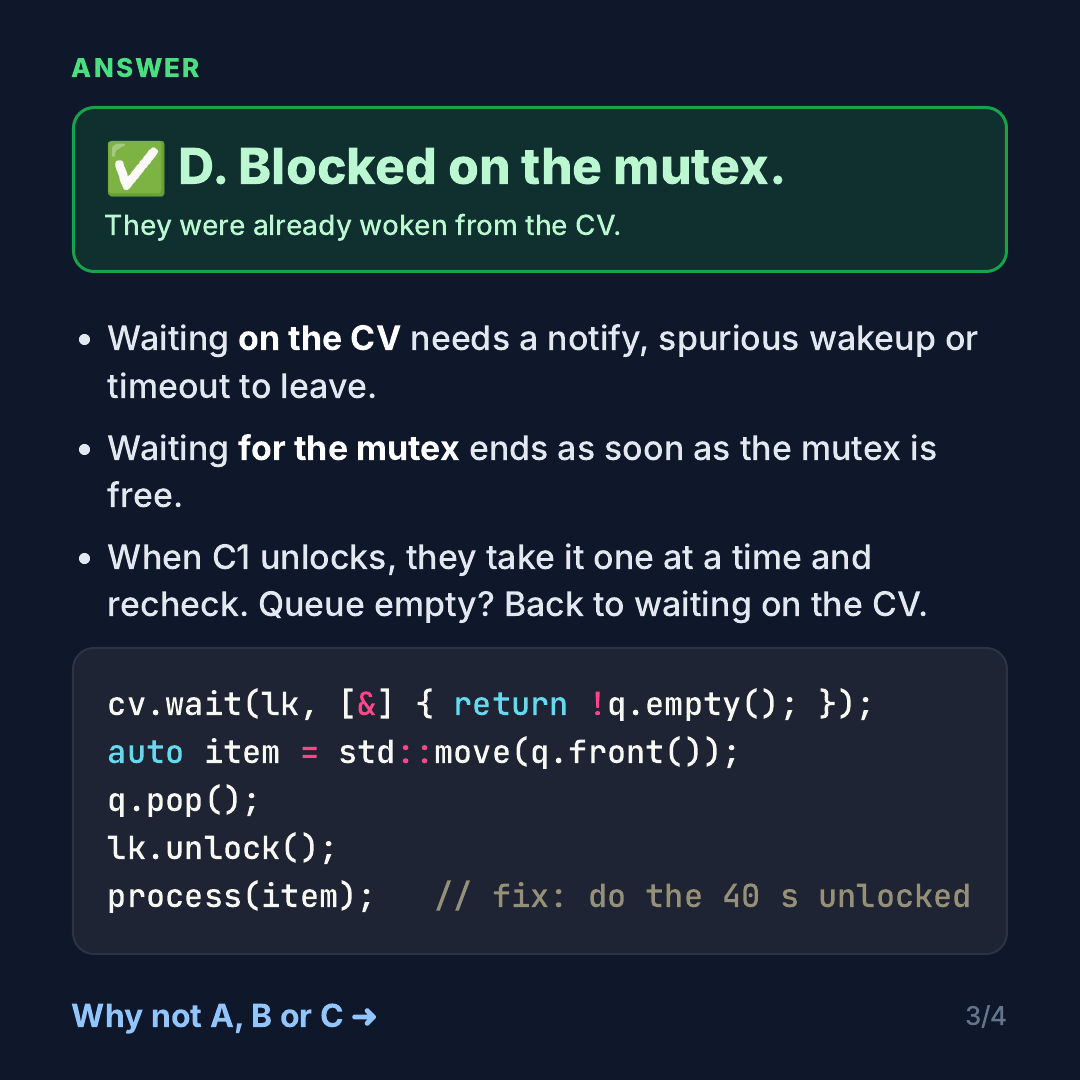 ANSWER
✅ D. Blocked on the mutex.
They were already woken from the CV.
• Waiting on the CV needs a notify, spurious wakeup or
timeout to leave.
• Waiting for the mutex ends as soon as the mutex is
free.
• When C1 unlocks, they take it one at a time and
recheck. Queue empty? Back to waiting on the CV.
cv.wait(lk, [&] { return !q.empty(); });
auto item = std::move(q.front());
q.pop();
lk.unlock();
process(item);   // fix: do the 40 s unlocked
Why not A, B or C ➜
3/4